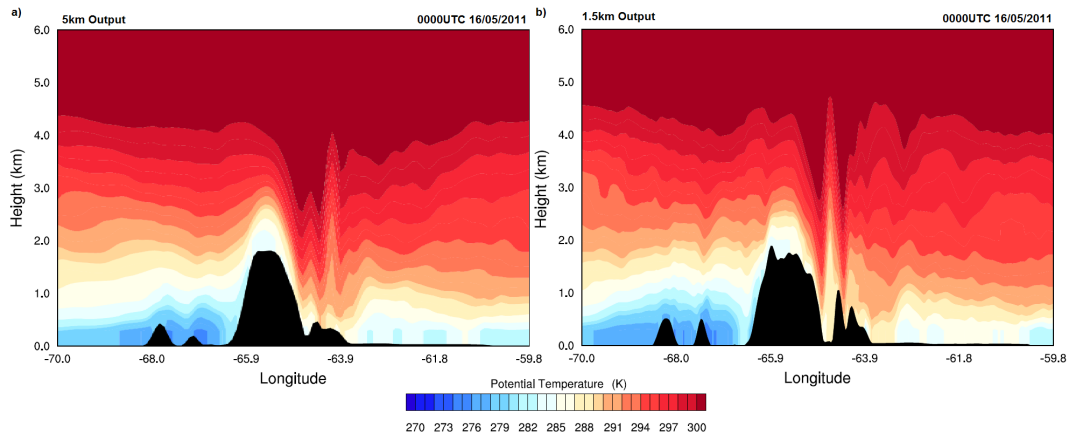 a) 5km Output 0000UTC 16/05/2011
6.0
5.0
4.0
3.0
2.0
1.0
0.0
Height (km)
-70.0 -68.0 -65.9 -63.9 -61.8 -59.8
Longitude
b) 1.5km Output 0000UTC 16/05/2011
6.0
5.0
4.0
3.0
2.0
1.0
0.0
Height (km)
-70.0 -68.0 -65.9 -63.9 -61.8 -59.8
Longitude
Potential Temperature (K)
270 273 276 279 282 285 288 291 294 297 300